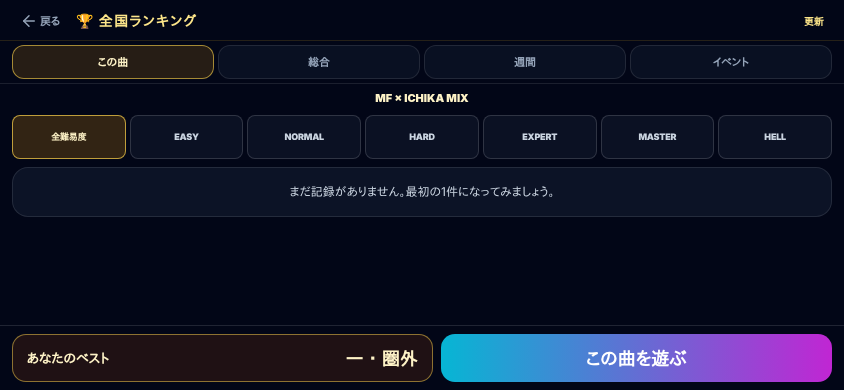 戻る 🏆 全国ランキング 更新
この曲 総合 週間 イベント
MF × ICHIKA MIX
全難易度 EASY NORMAL HARD EXPERT MASTER HELL
まだ記録がありません。最初の1件になってみましょう。
あなたのベスト — · 圏外 この曲を遊ぶ